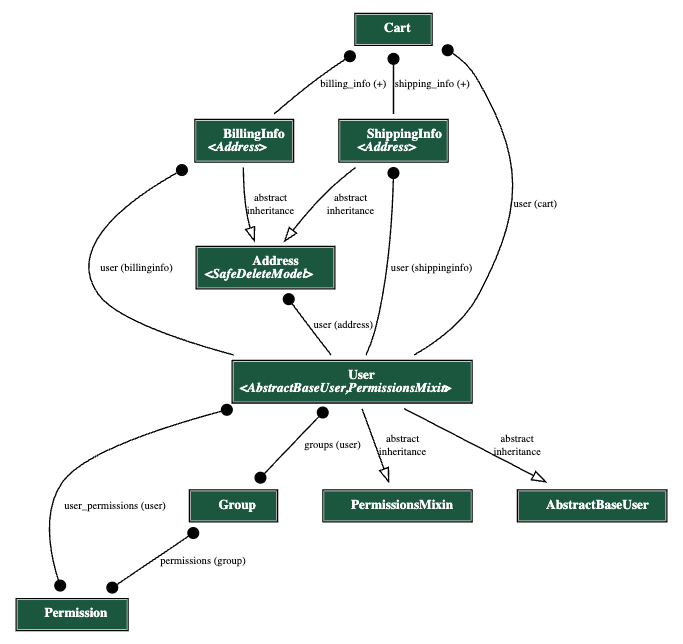 Cart
billing_info (+)
shipping_info (+)
BillingInfo
<Address>
ShippingInfo
<Address>
abstract
inheritance
abstract
inheritance
user (cart)
Address
<SafeDeleteModel>
user (billinginfo)
user (shippinginfo)
user (address)
User
<AbstractBaseUser,PermissionsMixin>
groups (user)
abstract
inheritance
abstract
inheritance
user_permissions (user)
Group
PermissionsMixin
AbstractBaseUser
permissions (group)
Permission